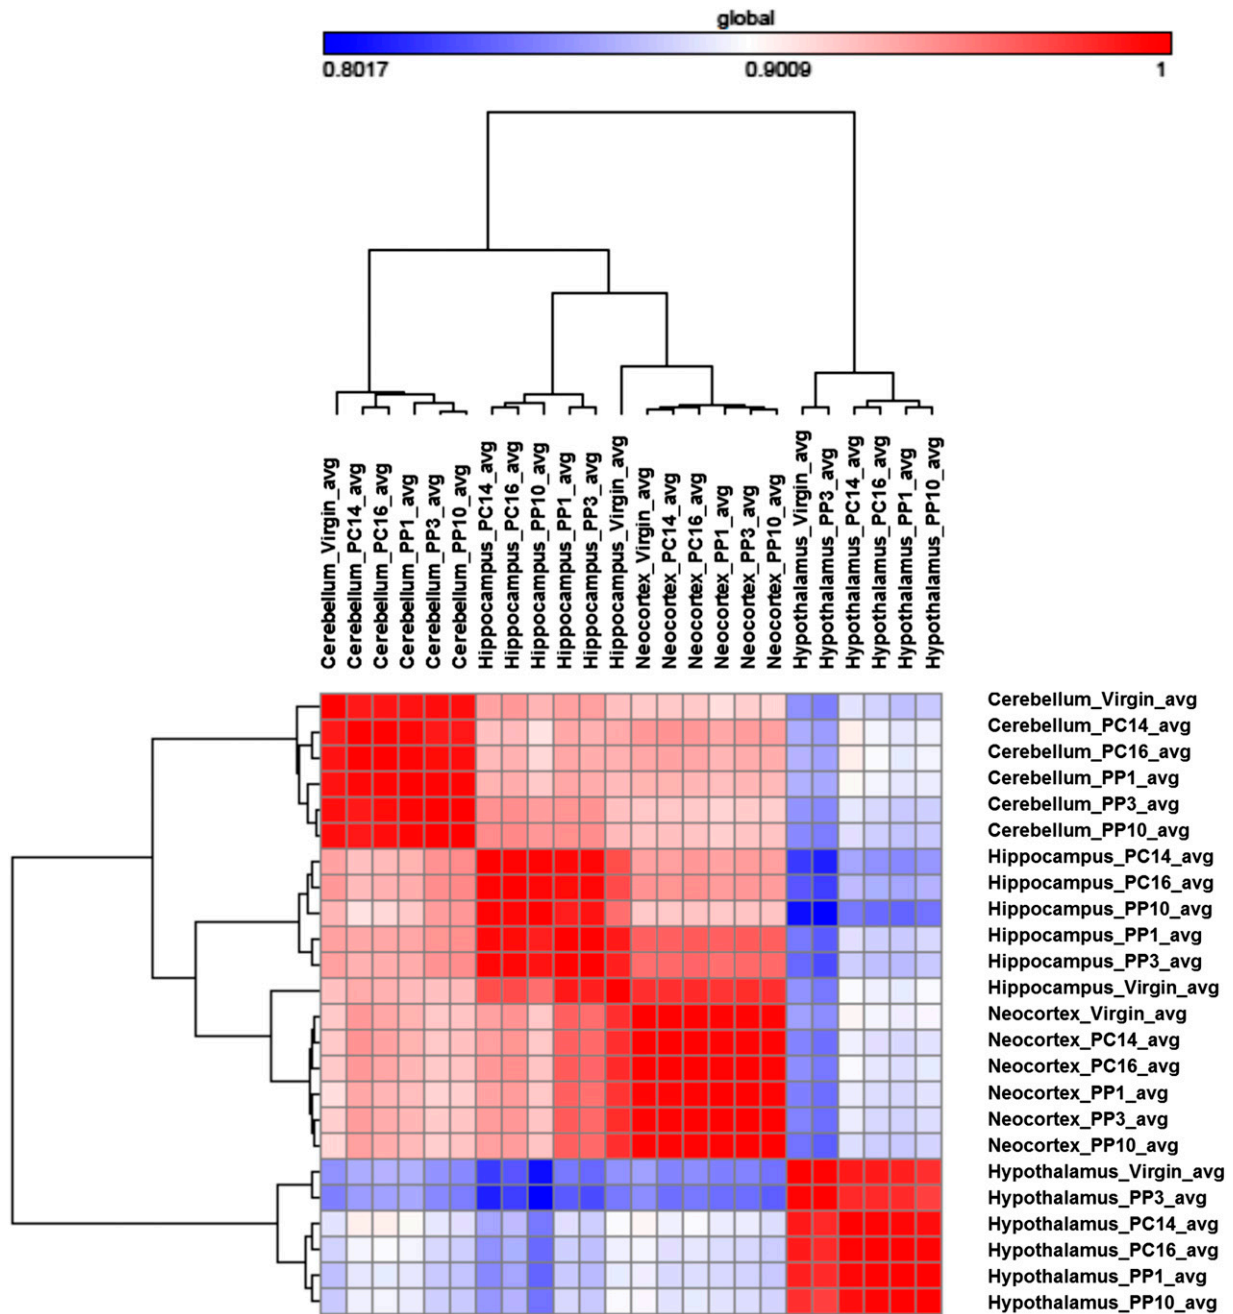 global
0.8017 0.9009 1
Cerebellum_Virgin_avg
Cerebellum_PC14_avg
Cerebellum_PC16_avg
Cerebellum_PP1_avg
Cerebellum_PP3_avg
Cerebellum_PP10_avg
Hippocampus_PC14_avg
Hippocampus_PC16_avg
Hippocampus_PP10_avg
Hippocampus_PP1_avg
Hippocampus_PP3_avg
Hippocampus_Virgin_avg
Neocortex_Virgin_avg
Neocortex_PC14_avg
Neocortex_PC16_avg
Neocortex_PP1_avg
Neocortex_PP3_avg
Neocortex_PP10_avg
Hypothalamus_Virgin_avg
Hypothalamus_PP3_avg
Hypothalamus_PC14_avg
Hypothalamus_PC16_avg
Hypothalamus_PP1_avg
Hypothalamus_PP10_avg
Cerebellum_Virgin_avg
Cerebellum_PC14_avg
Cerebellum_PC16_avg
Cerebellum_PP1_avg
Cerebellum_PP3_avg
Cerebellum_PP10_avg
Hippocampus_PC14_avg
Hippocampus_PC16_avg
Hippocampus_PP10_avg
Hippocampus_PP1_avg
Hippocampus_PP3_avg
Hippocampus_Virgin_avg
Neocortex_Virgin_avg
Neocortex_PC14_avg
Neocortex_PC16_avg
Neocortex_PP1_avg
Neocortex_PP3_avg
Neocortex_PP10_avg
Hypothalamus_Virgin_avg
Hypothalamus_PP3_avg
Hypothalamus_PC14_avg
Hypothalamus_PC16_avg
Hypothalamus_PP1_avg
Hypothalamus_PP10_avg